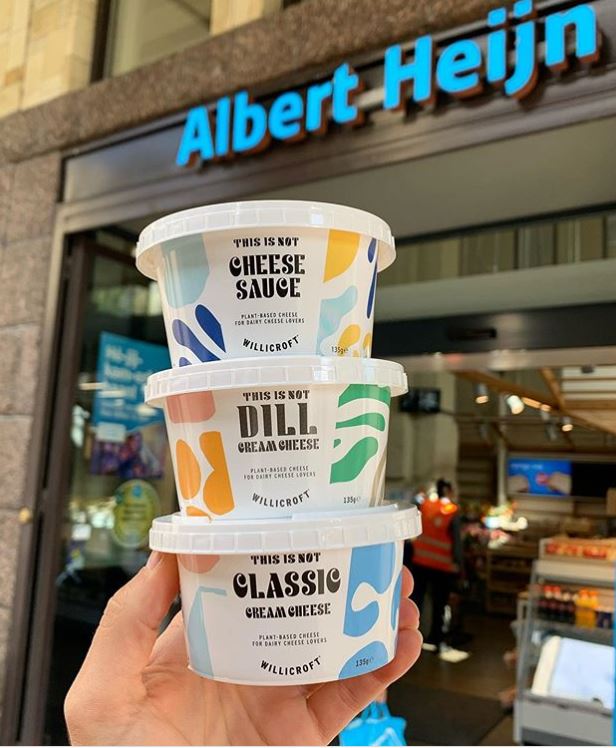 Albert Heijn
THIS IS NOT
CHEESE
SAUCE
PLANT-BASED CHEESE
FOR DAIRY CHEESE LOVERS
WILLICROFT
135g℮
THIS IS NOT
DILL
CREAM CHEESE
PLANT-BASED CHEESE
FOR DAIRY CHEESE LOVERS
WILLICROFT
135g℮
THIS IS NOT
CLASSIC
CREAM CHEESE
PLANT-BASED CHEESE
FOR DAIRY CHEESE LOVERS
WILLICROFT
135g℮